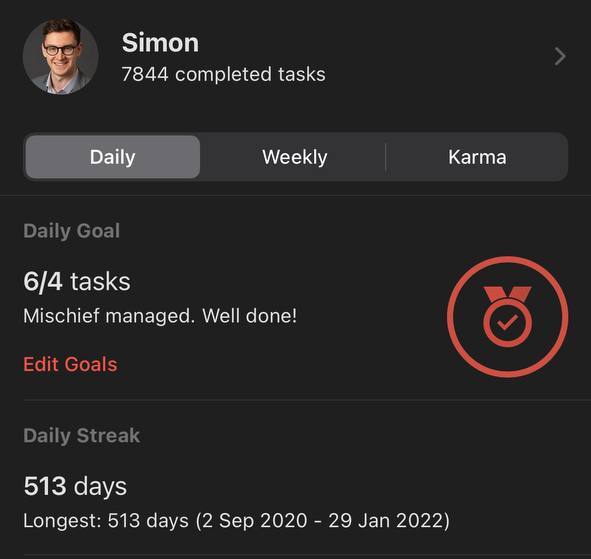 Simon
7844 completed tasks
Daily Weekly Karma
Daily Goal
6/4 tasks
Mischief managed. Well done!
Edit Goals
Daily Streak
513 days
Longest: 513 days (2 Sep 2020 - 29 Jan 2022)